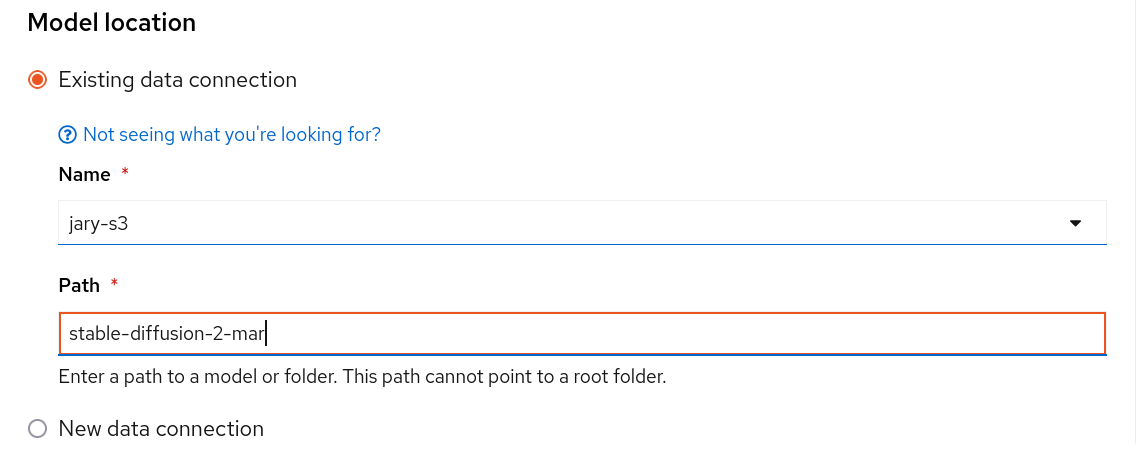 Model location
Existing data connection
Not seeing what you're looking for?
Name *
jary-s3
Path *
stable-diffusion-2-mar
Enter a path to a model or folder. This path cannot point to a root folder.
New data connection